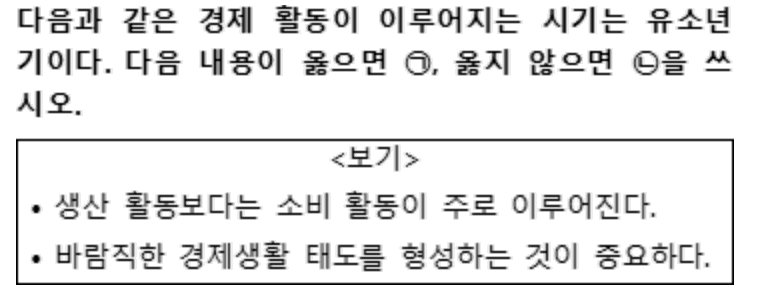 다음과 같은 경제 활동이 이루어지는 시기는 유소년
기이다. 다음 내용이 옳으면 ㉠, 옳지 않으면 ㉡을 쓰
시오.
<보기>
• 생산 활동보다는 소비 활동이 주로 이루어진다.
• 바람직한 경제생활 태도를 형성하는 것이 중요하다.